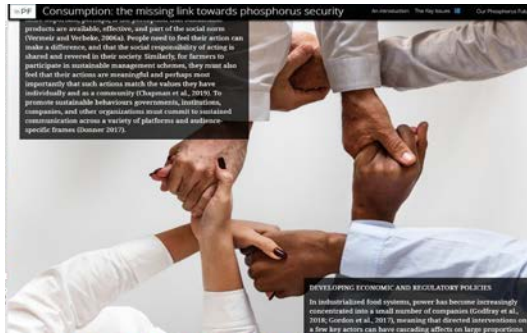 PF
Consumption: the missing link towards phosphorus security
An introduction The Key Issues Our Phosphorus
products are available, effective, and part of the social norm
(Vermeir and Verbeke, 2006a). People need to feel their action can
make a difference, and that the social responsibility of acting is
shared and revered in their society. Similarly, for farmers to
participate in sustainable management schemes, they must also
feel that their actions are meaningful and perhaps most
importantly that such actions match the values they have
individually and as a community (Chapman et al., 2019). To
promote sustainable behaviours governments, institutions,
companies, and other organizations must commit to sustained
communication across a variety of platforms and audience-
specific frames (Donner 2017).
DEVELOPING ECONOMIC AND REGULATORY POLICIES
In industrialized food systems, power has become increasingly
concentrated into a small number of companies (Godfray et al.,
2018; Gordon et al., 2017), meaning that directed interventions on
a few key actors can have cascading affects on large proportions